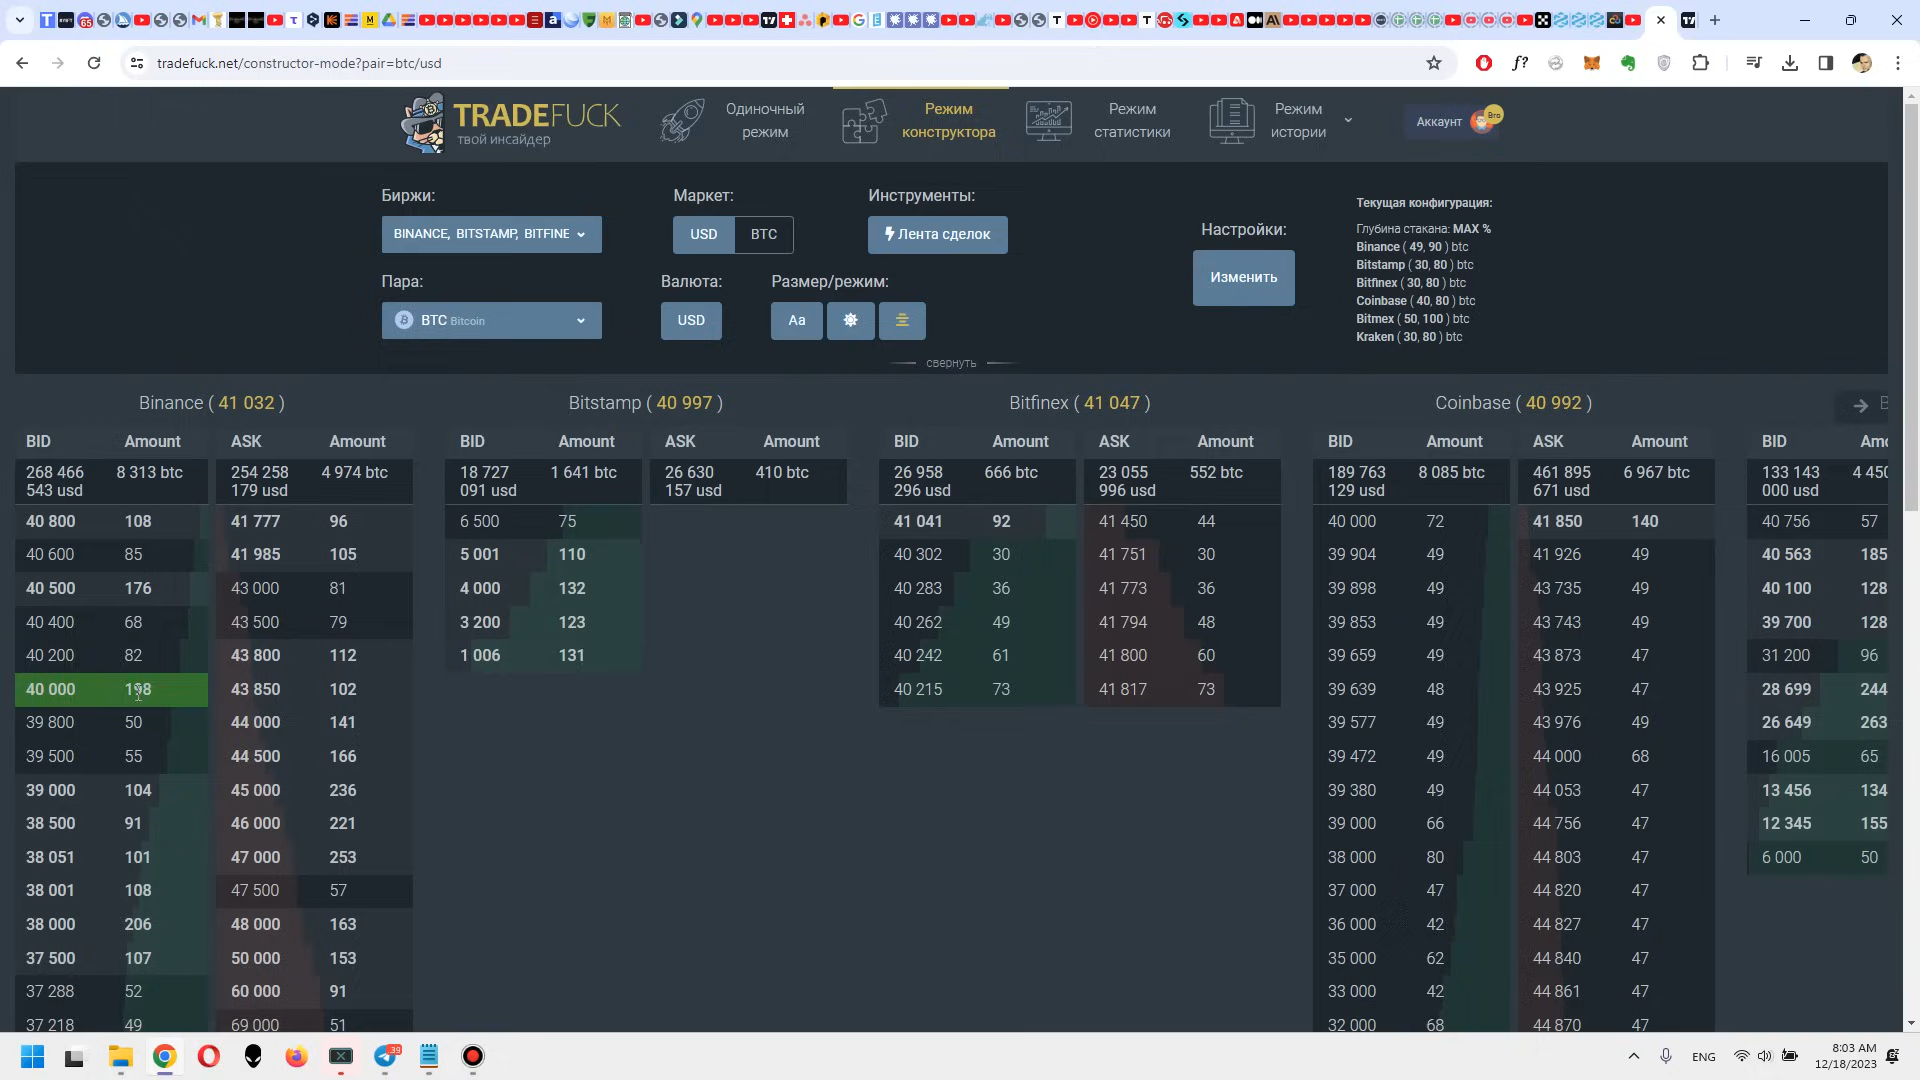 tradefuck.net/constructor-mode?pair=btc/usd
TRADEFUCK
твой инсайдер
Одиночный
режим
Режим
конструктора
Режим
статистики
Режим
истории
Аккаунт
Bro
Биржи:
BINANCE, BITSTAMP, BITFINE
Маркет:
USD BTC
Инструменты:
Лента сделок
Пара:
BTC Bitcoin
Валюта:
USD
Размер/режим:
Aa
Настройки:
Изменить
Текущая конфигурация:
Глубина стакана: MAX %
Binance ( 49, 90 ) btc
Bitstamp ( 30, 80 ) btc
Bitfinex ( 30, 80 ) btc
Coinbase ( 40, 80 ) btc
Bitmex ( 50, 100 ) btc
Kraken ( 30, 80 ) btc
свернуть
Binance ( 41 032 )
BID Amount ASK Amount
268 466 543 usd 8 313 btc 254 258 179 usd 4 974 btc
40 800 108 41 777 96
40 600 85 41 985 105
40 500 176 43 000 81
40 400 68 43 500 79
40 200 82 43 800 112
40 000 43 850 102
39 800 50 44 000 141
39 500 55 44 500 166
39 000 104 45 000 236
38 500 91 46 000 221
38 051 101 47 000 253
38 001 108 47 500 57
38 000 206 48 000 163
37 500 107 50 000 153
37 288 52 60 000 91
37 218 49 69 000 51
Bitstamp ( 40 997 )
BID Amount ASK Amount
18 727 091 usd 1 641 btc 26 630 157 usd 410 btc
6 500 75
5 001 110
4 000 132
3 200 123
1 006 131
Bitfinex ( 41 047 )
BID Amount ASK Amount
26 958 296 usd 666 btc 23 055 996 usd 552 btc
41 041 92 41 450 44
40 302 30 41 751 30
40 283 36 41 773 36
40 262 49 41 794 48
40 242 61 41 800 60
40 215 73 41 817 73
Coinbase ( 40 992 )
BID Amount ASK Amount
189 763 129 usd 8 085 btc 461 895 671 usd 6 967 btc
40 000 72 41 850 140
39 904 49 41 926 49
39 898 49 43 735 49
39 853 49 43 743 49
39 659 49 43 873 47
39 639 48 43 925 47
39 577 49 43 976 49
39 472 49 44 000 68
39 380 49 44 053 47
39 000 66 44 756 47
38 000 80 44 803 47
37 000 47 44 820 47
36 000 42 44 827 47
35 000 62 44 840 47
33 000 42 44 861 47
32 000 68 44 870 47
B
BID Amo
133 143 000 usd 4 450
40 756 57
40 563 185
40 100 128
39 700 128
31 200 96
28 699 244
26 649 263
16 005 65
13 456 134
12 345 155
6 000 50
39
ENG
8:03 AM
12/18/2023